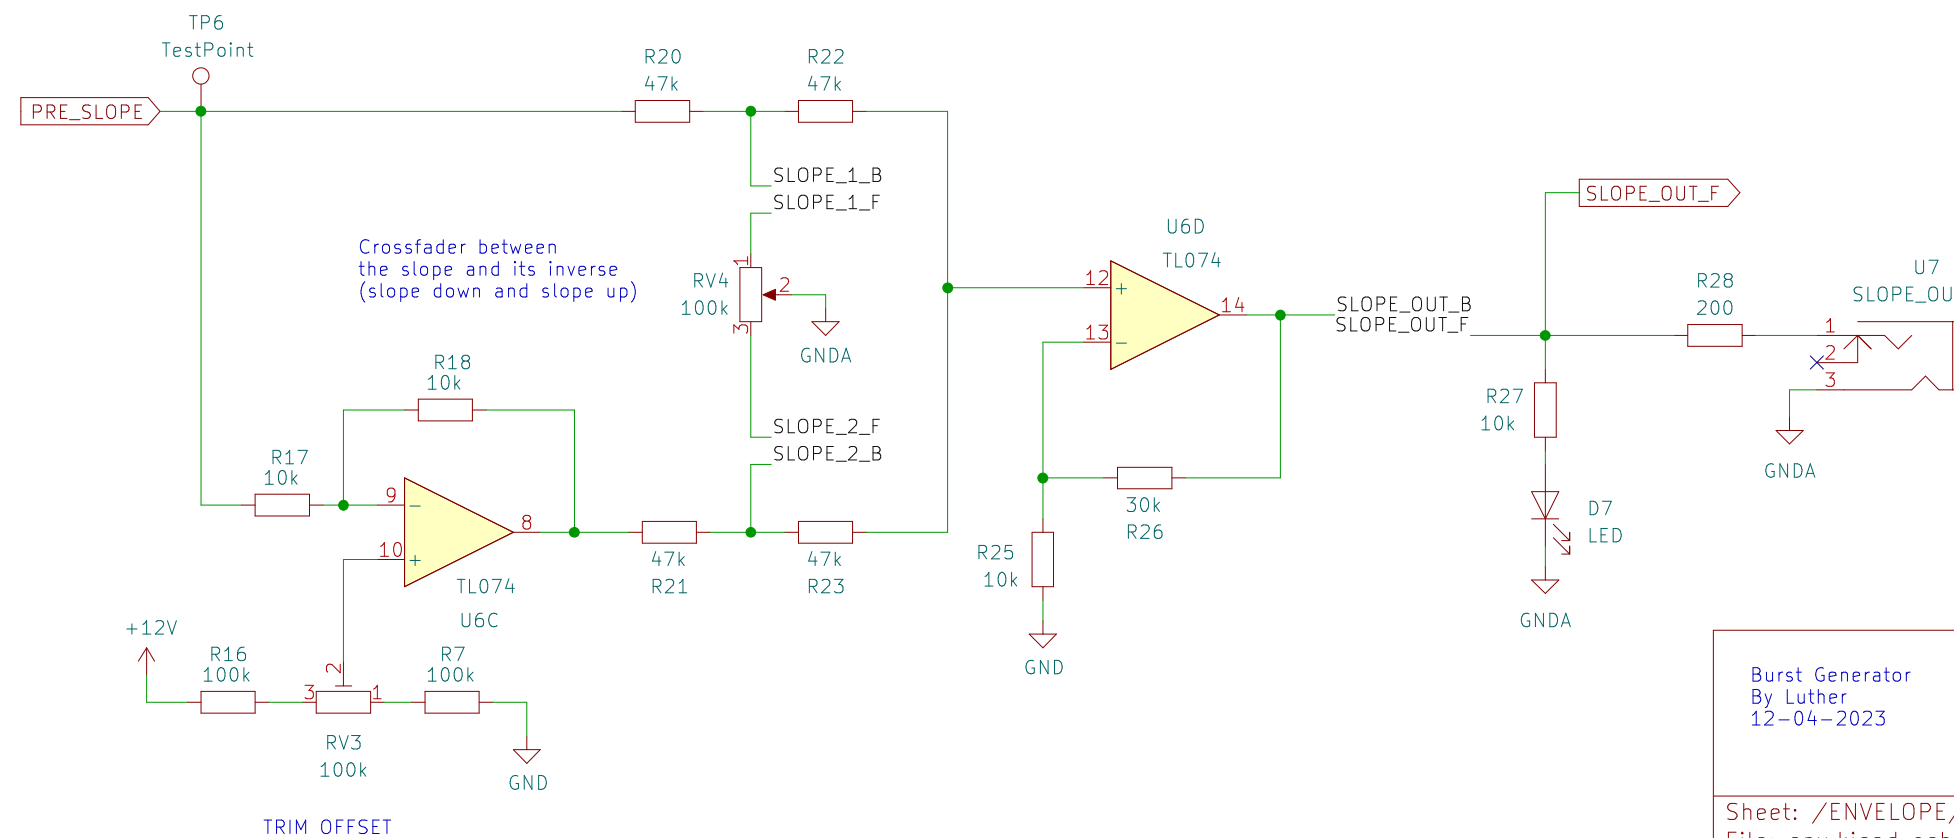 TP6
TestPoint
PRE_SLOPE
R20
47k
R22
47k
SLOPE_1_B
SLOPE_1_F
Crossfader between
the slope and its inverse
(slope down and slope up)
RV4
100k
1
2
3
GNDA
SLOPE_2_F
SLOPE_2_B
R18
10k
R17
10k
9
10
8
−
+
TL074
U6C
47k
R21
47k
R23
+12V
R16
100k
3
2
1
RV3
100k
R7
100k
GND
TRIM OFFSET
U6D
TL074
12
13
14
+
−
30k
R26
R25
10k
GND
SLOPE_OUT_B
SLOPE_OUT_F
SLOPE_OUT_F
R28
200
U7
SLOPE_OU
1
2
3
GNDA
R27
10k
D7
LED
GNDA
Burst Generator
By Luther
12-04-2023
Sheet: /ENVELOPE/